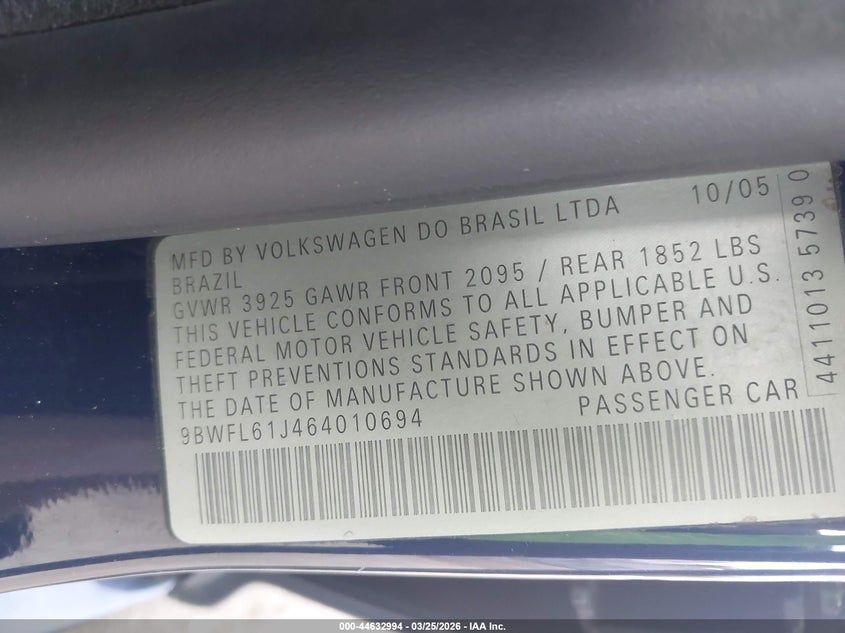 MFD BY VOLKSWAGEN DO BRASIL LTDA 10/05
BRAZIL
GVWR 3925 GAWR FRONT 2095 / REAR 1852 LBS
THIS VEHICLE CONFORMS TO ALL APPLICABLE U.S.
FEDERAL MOTOR VEHICLE SAFETY, BUMPER AND
THEFT PREVENTIONS STANDARDS IN EFFECT ON
THE DATE OF MANUFACTURE SHOWN ABOVE.
9BWFL61J464010694 PASSENGER CAR
4411013 5739 0
000-44632994 - 03/25/2026 - IAA Inc.